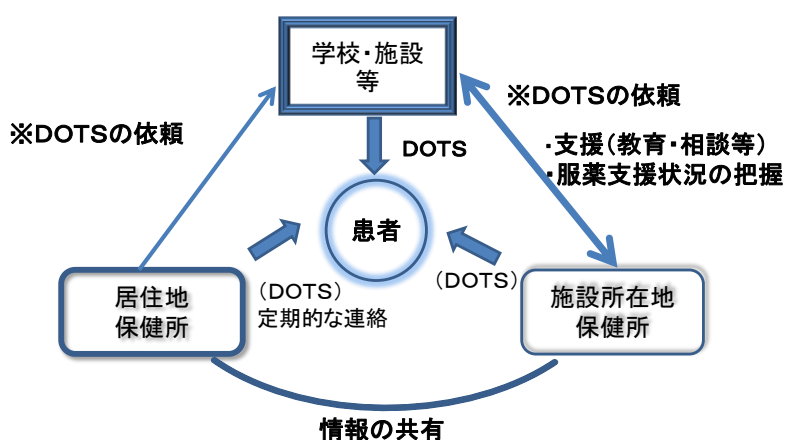 学校・施設
等
※DOTSの依頼
※DOTSの依頼
DOTS
・支援(教育・相談等)
・服薬支援状況の把握
患者
(DOTS)
定期的な連絡
(DOTS)
居住地
保健所
施設所在地
保健所
情報の共有